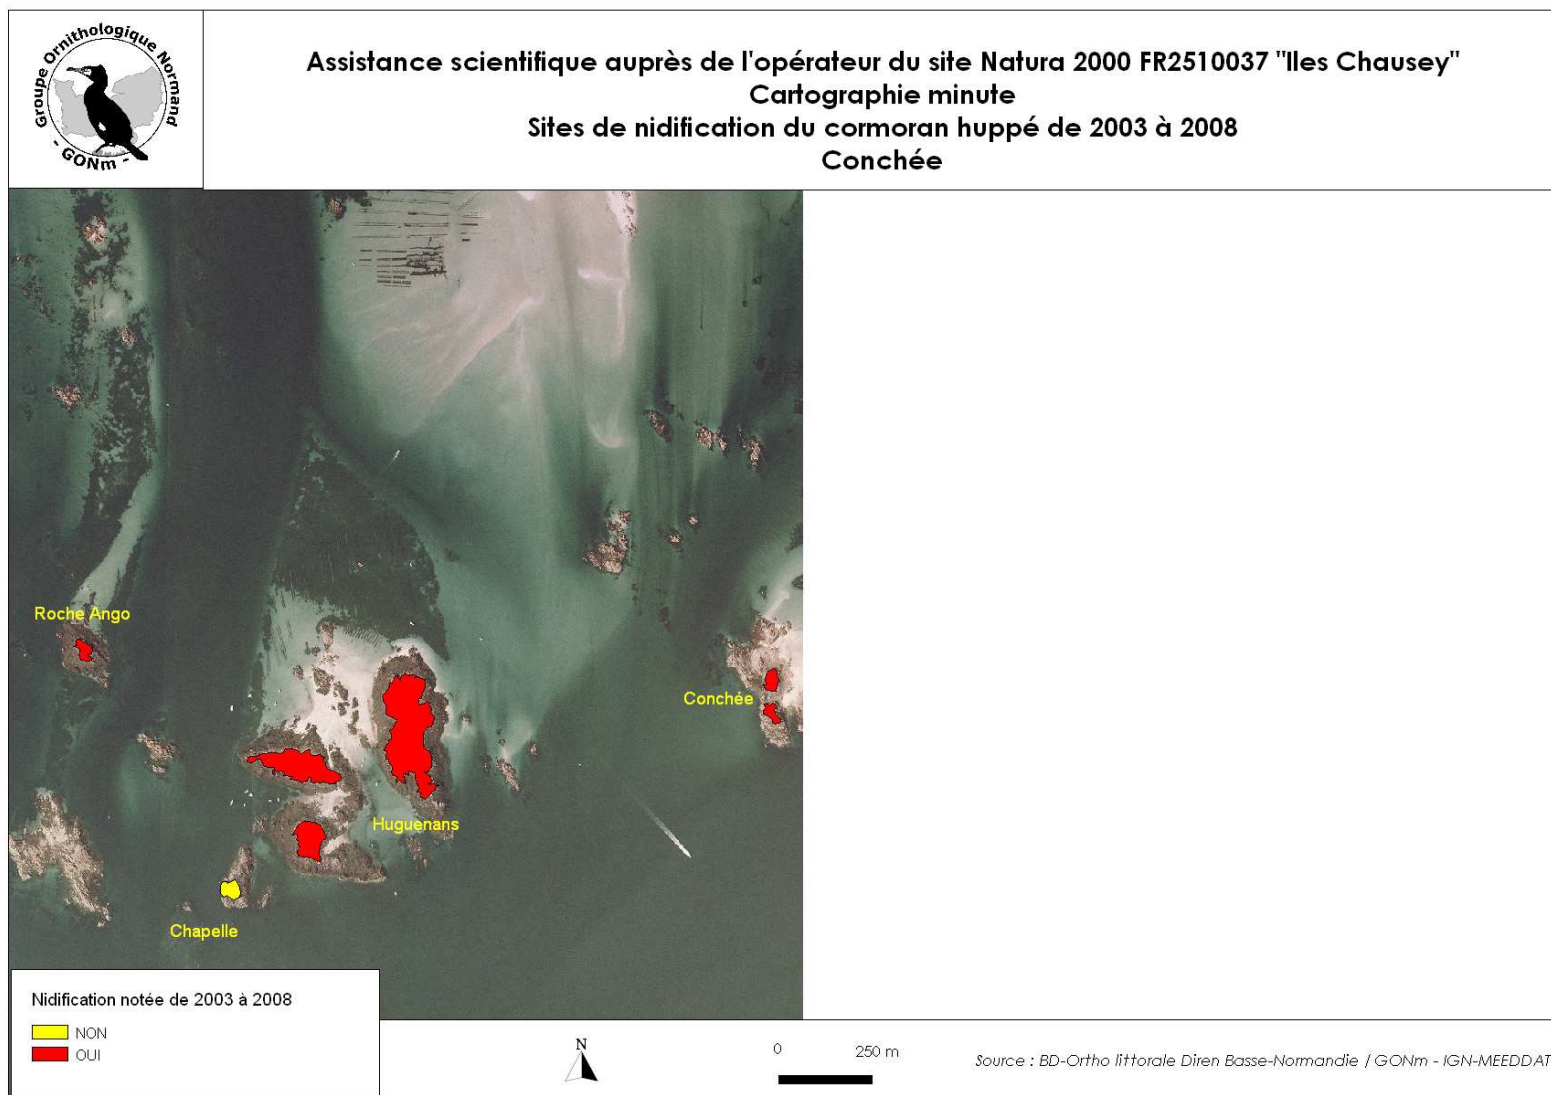 Groupe Ornithologique Normand
- GONm -
Assistance scientifique auprès de l'opérateur du site Natura 2000 FR2510037 "Iles Chausey"
Cartographie minute
Sites de nidification du cormoran huppé de 2003 à 2008
Conchée
Roche Ango
Conchée
Huguenans
Chapelle
Nidification notée de 2003 à 2008
NON
OUI
N
0 250 m
Source : BD-Ortho littorale Diren Basse-Normandie / GONm - IGN-MEEDDAT